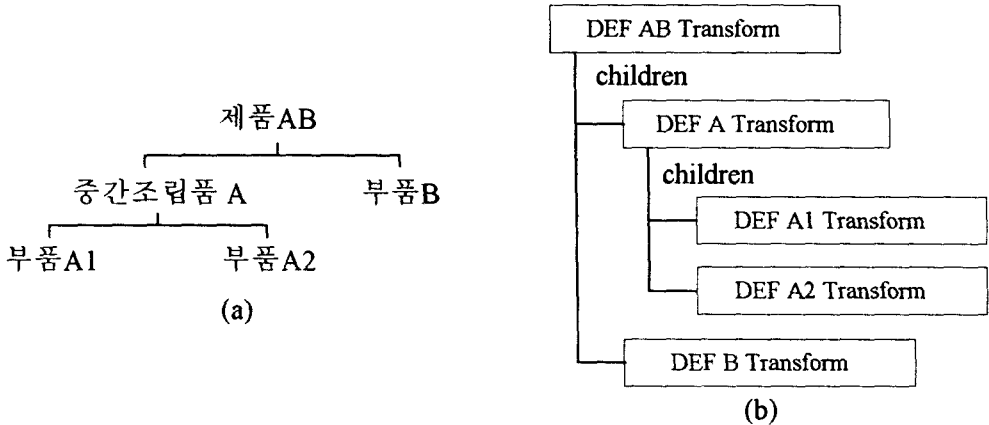 제품AB
중간조립품 A
부품B
부품A1
부품A2
(a)
DEF AB Transform
children
DEF A Transform
children
DEF A1 Transform
DEF A2 Transform
DEF B Transform
(b)